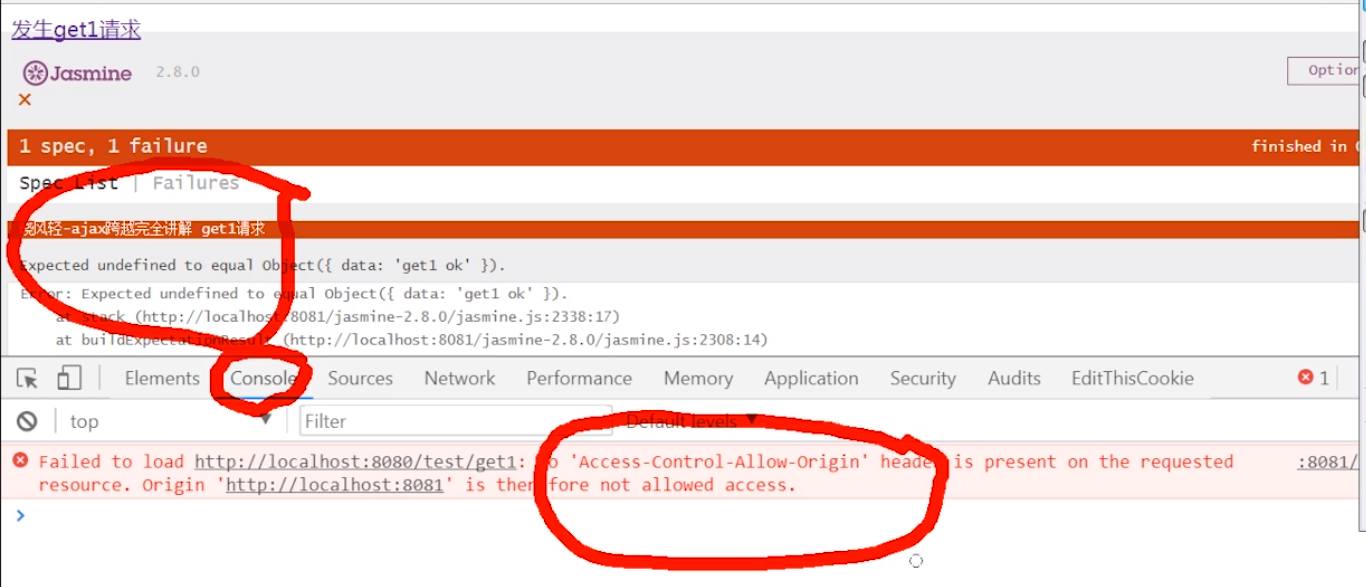 发生get1请求
Jasmine 2.8.0
Option
×
1 spec, 1 failure finished in
Spec List | Failures
晓风轻-ajax跨越完全讲解 get1请求
Expected undefined to equal Object({ data: 'get1 ok' }).
Error: Expected undefined to equal Object({ data: 'get1 ok' }).
at stack (http://localhost:8081/jasmine-2.8.0/jasmine.js:2338:17)
at buildExpectationResult (http://localhost:8081/jasmine-2.8.0/jasmine.js:2308:14)
Elements Console Sources Network Performance Memory Application Security Audits EditThisCookie 1
top Filter Default levels
Failed to load http://localhost:8080/test/get1: No 'Access-Control-Allow-Origin' header is present on the requested :8081/
resource. Origin 'http://localhost:8081' is therefore not allowed access.